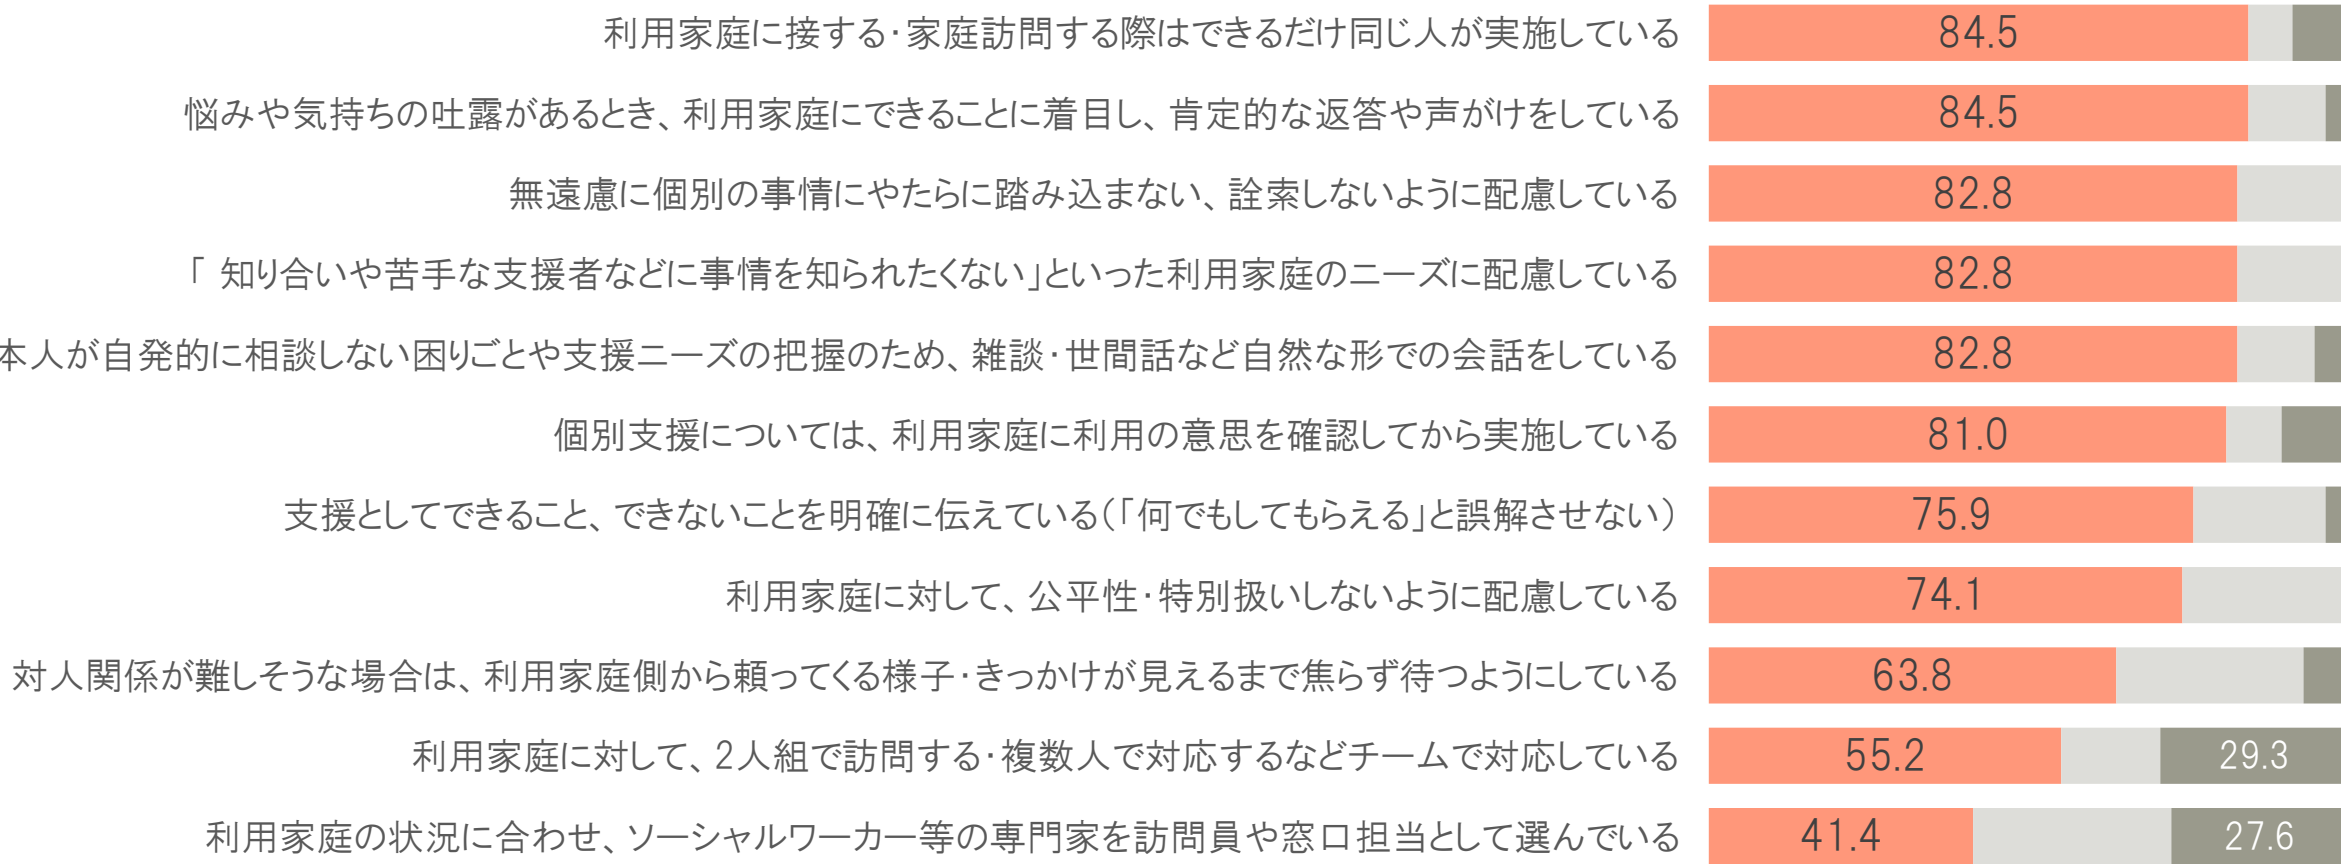 利用家庭に接する・家庭訪問する際はできるだけ同じ人が実施している 84.5
悩みや気持ちの吐露があるとき、利用家庭にできることに着目し、肯定的な返答や声がけをしている 84.5
無遠慮に個別の事情にやたらに踏み込まない、詮索しないように配慮している 82.8
「 知り合いや苦手な支援者などに事情を知られたくない」といった利用家庭のニーズに配慮している 82.8
本人が自発的に相談しない困りごとや支援ニーズの把握のため、雑談・世間話など自然な形での会話をしている 82.8
個別支援については、利用家庭に利用の意思を確認してから実施している 81.0
支援としてできること、できないことを明確に伝えている(「何でもしてもらえる」と誤解させない) 75.9
利用家庭に対して、公平性・特別扱いしないように配慮している 74.1
対人関係が難しそうな場合は、利用家庭側から頼ってくる様子・きっかけが見えるまで焦らず待つようにしている 63.8
利用家庭に対して、2人組で訪問する・複数人で対応するなどチームで対応している 55.2 29.3
利用家庭の状況に合わせ、ソーシャルワーカー等の専門家を訪問員や窓口担当として選んでいる 41.4 27.6